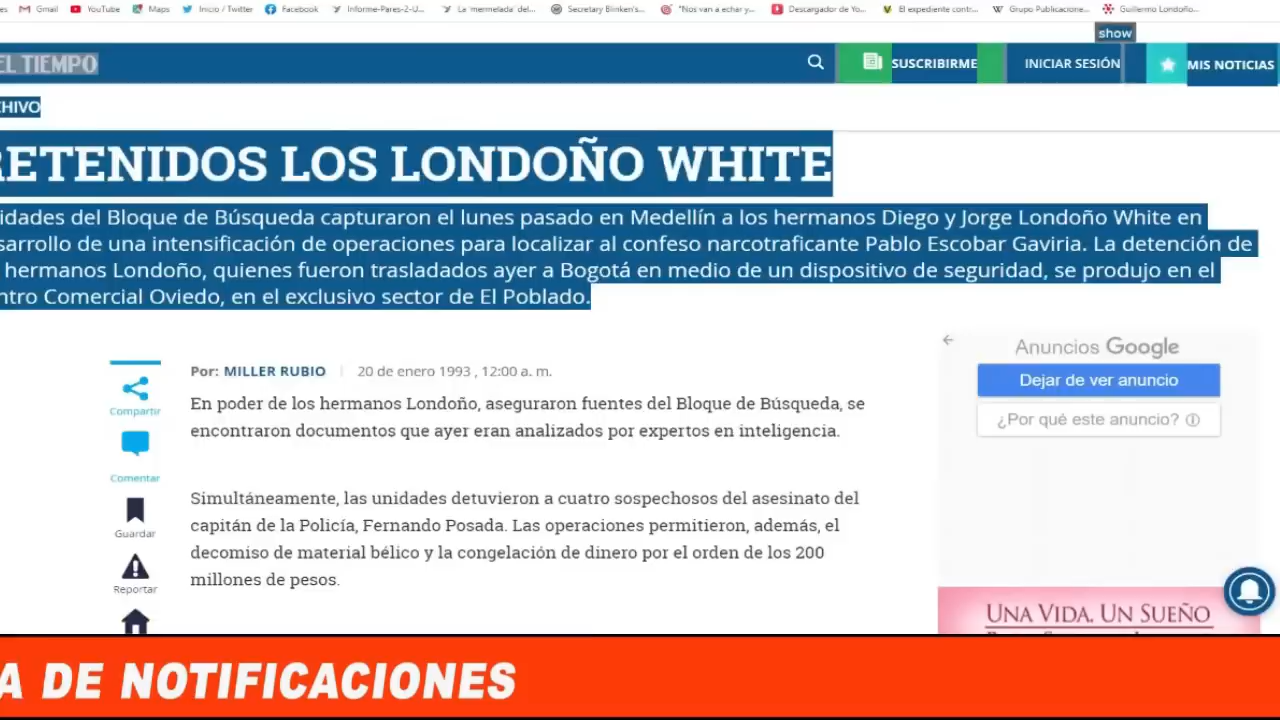 es Gmail YouTube Maps Inicio / Twitter Facebook Informe-Pares-2-U... La 'mermelada' del... Secretary Blinken's... "Nos van a echar y... Descargador de Yo... El expediente contr... Grupo Publicacione... Guillermo Londoño...
show
EL TIEMPO SUSCRIBIRME INICIAR SESIÓN MIS NOTICIAS
CHIVO
RETENIDOS LOS LONDOÑO WHITE
idades del Bloque de Búsqueda capturaron el lunes pasado en Medellín a los hermanos Diego y Jorge Londoño White en
sarrollo de una intensificación de operaciones para localizar al confeso narcotraficante Pablo Escobar Gaviria. La detención de
hermanos Londoño, quienes fueron trasladados ayer a Bogotá en medio de un dispositivo de seguridad, se produjo en el
ntro Comercial Oviedo, en el exclusivo sector de El Poblado.
Por: MILLER RUBIO | 20 de enero 1993 , 12:00 a. m.
En poder de los hermanos Londoño, aseguraron fuentes del Bloque de Búsqueda, se
encontraron documentos que ayer eran analizados por expertos en inteligencia.
Simultáneamente, las unidades detuvieron a cuatro sospechosos del asesinato del
capitán de la Policía, Fernando Posada. Las operaciones permitieron, además, el
decomiso de material bélico y la congelación de dinero por el orden de los 200
millones de pesos.
Compartir
Comentar
Guardar
Reportar
Anuncios Google
Dejar de ver anuncio
¿Por qué este anuncio?
UNA VIDA. UN SUEÑO
A DE NOTIFICACIONES